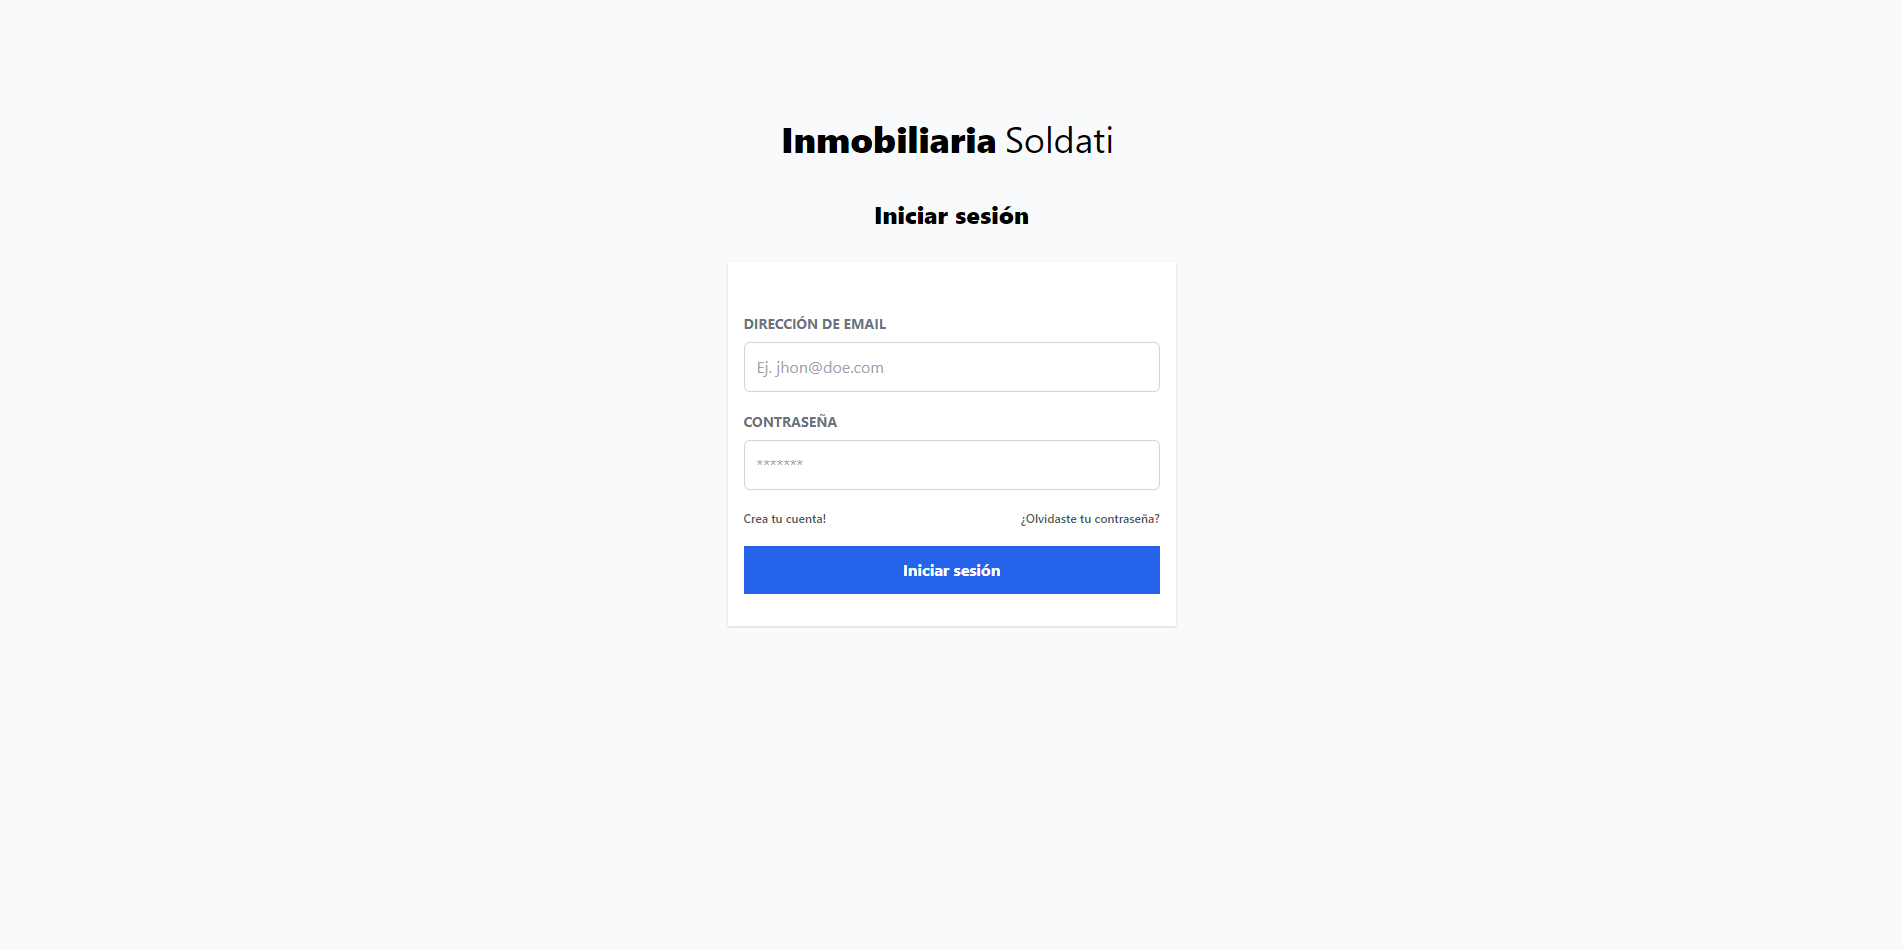 Inmobiliaria Soldati
Iniciar sesión
DIRECCIÓN DE EMAIL
Ej. jhon@doe.com
CONTRASEÑA
*******
Crea tu cuenta! ¿Olvidaste tu contraseña?
Iniciar sesión